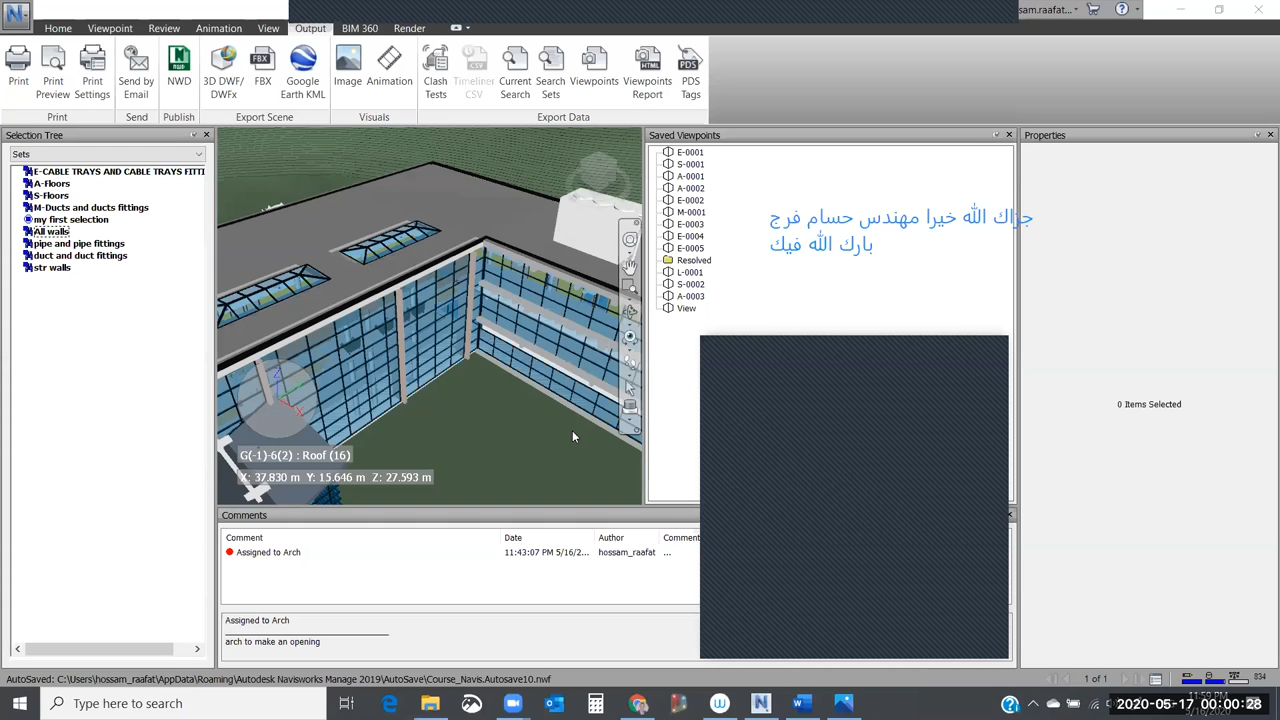 sam.raafat...
Home Viewpoint Review Animation View Output BIM 360 Render
Print
Print Preview
Print Settings
Send by Email
NWD
3D DWF/ DWFx
FBX
Google Earth KML
Image
Animation
Clash Tests
Timeliner CSV
Current Search
Search Sets
Viewpoints
Viewpoints Report
PDS Tags
Print Send Publish Export Scene Visuals Export Data
Selection Tree
Sets
E-CABLE TRAYS AND CABLE TRAYS FITTI
A-Floors
S-Floors
M-Ducts and ducts fittings
my first selection
All walls
pipe and pipe fittings
duct and duct fittings
str walls
G(-1)-6(2) : Roof (16)
X: 37.830 m Y: 15.646 m Z: 27.593 m
Saved Viewpoints
E-0001
S-0001
A-0001
A-0002
E-0002
M-0001
E-0003
E-0004
E-0005
Resolved
L-0001
S-0002
A-0003
View
جزاك الله خيرا مهندس حسام فرج
بارك الله فيك
Properties
0 Items Selected
Comments
Comment Date Author Comment
Assigned to Arch 11:43:07 PM 5/16/2... hossam_raafat ...
Assigned to Arch
arch to make an opening
AutoSaved: C:\Users\hossam_raafat\AppData\Roaming\Autodesk Navisworks Manage 2019\AutoSave\Course_Navis.Autosave10.nwf
1 of 1
834
Type here to search
11:59 PM
2020-05-17 00:00:28